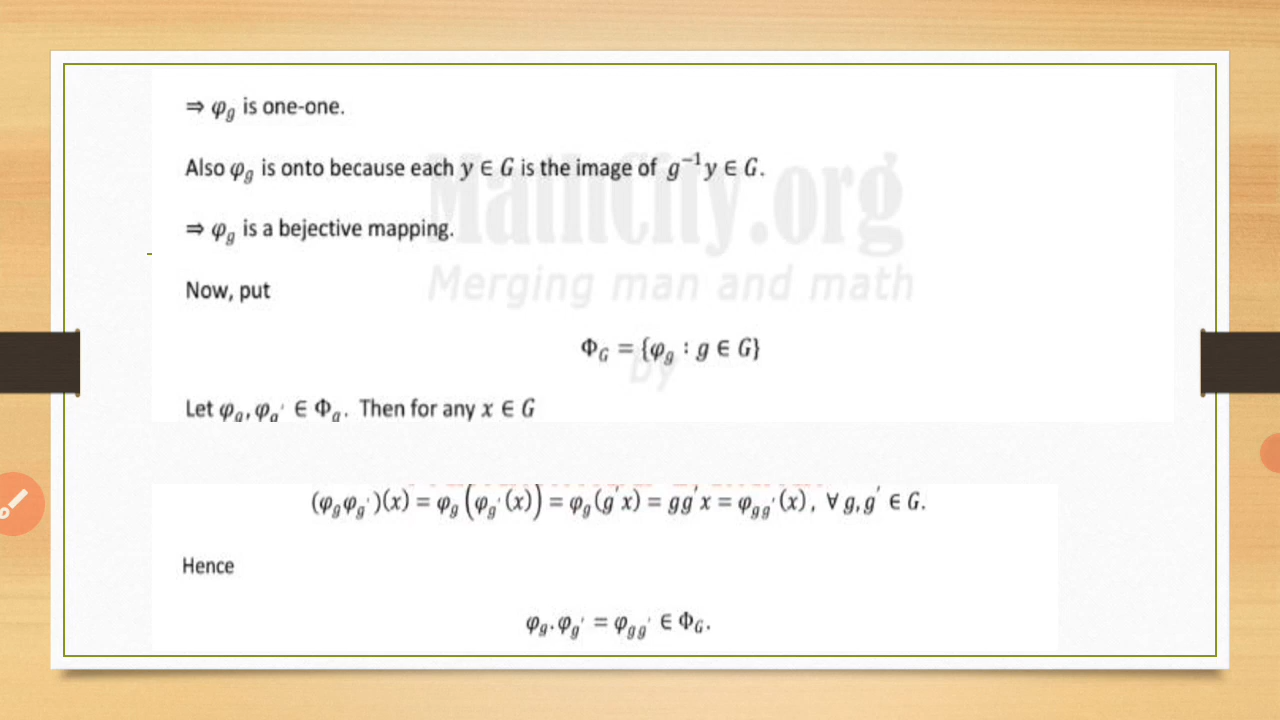 ⇒ φ_g is one-one.
Also φ_g is onto because each y ∈ G is the image of g⁻¹y ∈ G.
⇒ φ_g is a bejective mapping.
Now, put
Φ_G = {φ_g : g ∈ G}
Let φ_g, φ_g′ ∈ Φ_G. Then for any x ∈ G
(φ_gφ_g′)(x) = φ_g(φ_g′(x)) = φ_g(g′x) = gg′x = φ_gg′(x), ∀ g, g′ ∈ G.
Hence
φ_g.φ_g′ = φ_gg′ ∈ Φ_G.
MathCity.org
Merging man and math
by